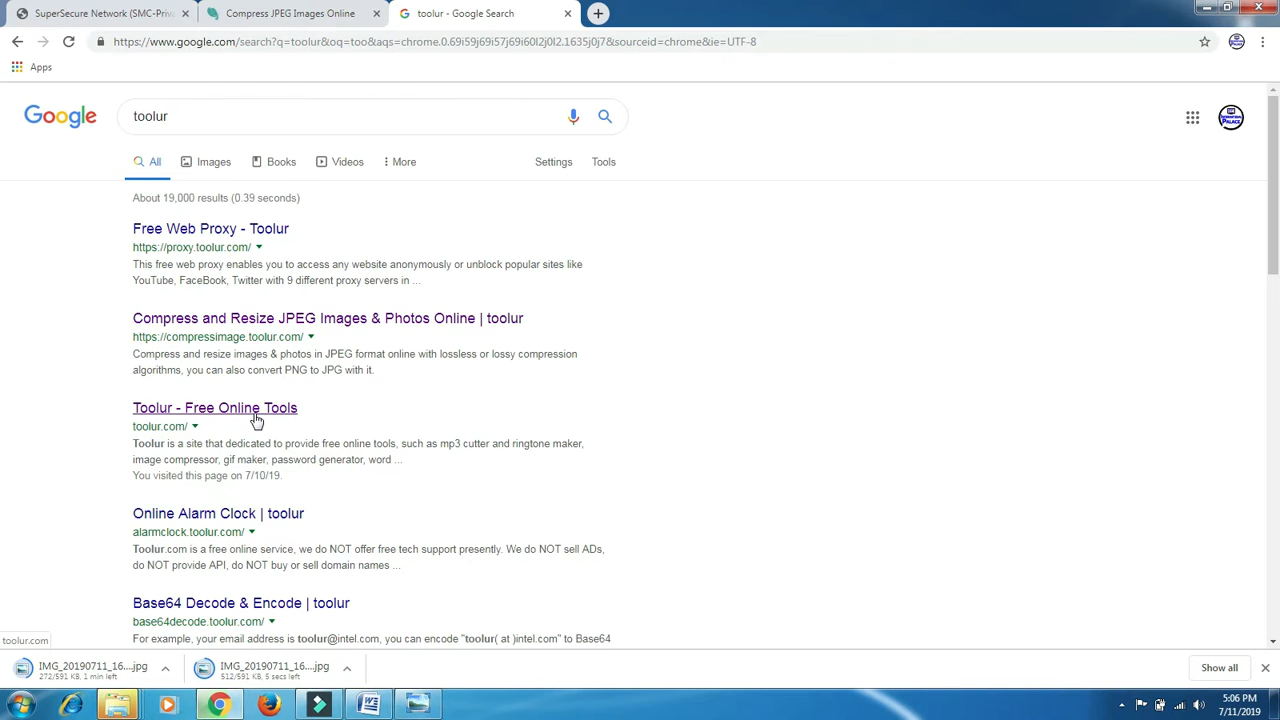 SuperSecure Network (SMC-Priv
Compress JPEG Images Online
toolur - Google Search
https://www.google.com/search?q=toolur&oq=too&aqs=chrome.0.69i59j69i57j69i60l2j0l2.1635j0j7&sourceid=chrome&ie=UTF-8
Apps
Google
toolur
All Images Books Videos More Settings Tools
About 19,000 results (0.39 seconds)
Free Web Proxy - Toolur
https://proxy.toolur.com/
This free web proxy enables you to access any website anonymously or unblock popular sites like
YouTube, FaceBook, Twitter with 9 different proxy servers in ...
Compress and Resize JPEG Images & Photos Online | toolur
https://compressimage.toolur.com/
Compress and resize images & photos in JPEG format online with lossless or lossy compression
algorithms, you can also convert PNG to JPG with it.
Toolur - Free Online Tools
toolur.com/
Toolur is a site that dedicated to provide free online tools, such as mp3 cutter and ringtone maker,
image compressor, gif maker, password generator, word ...
You visited this page on 7/10/19.
Online Alarm Clock | toolur
alarmclock.toolur.com/
Toolur.com is a free online service, we do NOT offer free tech support presently. We do NOT sell ADs,
do NOT provide API, do NOT buy or sell domain names ...
Base64 Decode & Encode | toolur
base64decode.toolur.com/
For example, your email address is toolur@intel.com, you can encode "toolur( at )intel.com" to Base64
toolur.com
IMG_20190711_16....jpg
272/591 KB, 1 min left
IMG_20190711_16....jpg
512/591 KB, 5 secs left
Show all
5:06 PM
7/11/2019